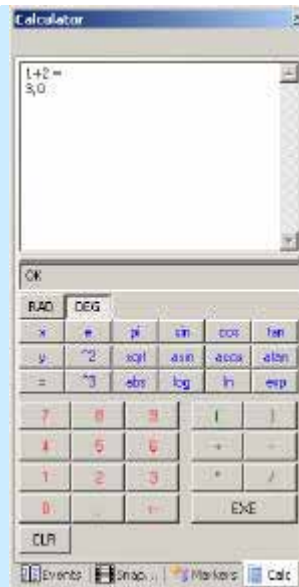 Calculator
1+2 =
3,0
OK
RAD DEG
x e pi sin cos tan
y ^2 sqrt asin acos atan
= ^3 abs log ln exp
7 8 9 ( )
4 5 6 + -
1 2 3 * /
0 . <- EXE
CLR
Events Snap... Markers Calc